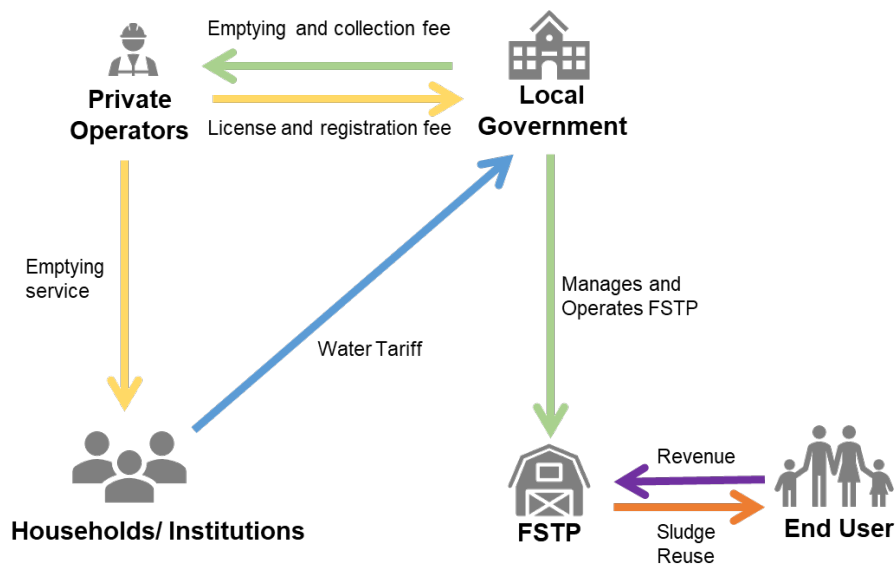 Emptying and collection fee
Private
Operators
Local
Government
License and registration fee
Emptying
service
Manages and
Operates FSTP
Water Tariff
Revenue
Households/ Institutions
FSTP
Sludge
Reuse
End User